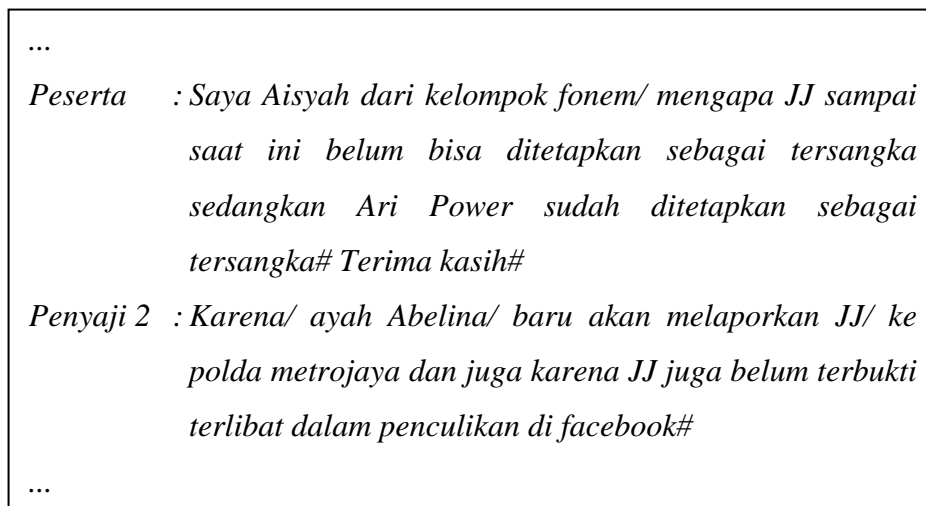 ...
Peserta : Saya Aisyah dari kelompok fonem/ mengapa JJ sampai
saat ini belum bisa ditetapkan sebagai tersangka
sedangkan Ari Power sudah ditetapkan sebagai
tersangka# Terima kasih#
Penyaji 2 : Karena/ ayah Abelina/ baru akan melaporkan JJ/ ke
polda metrojaya dan juga karena JJ juga belum terbukti
terlibat dalam penculikan di facebook#
...